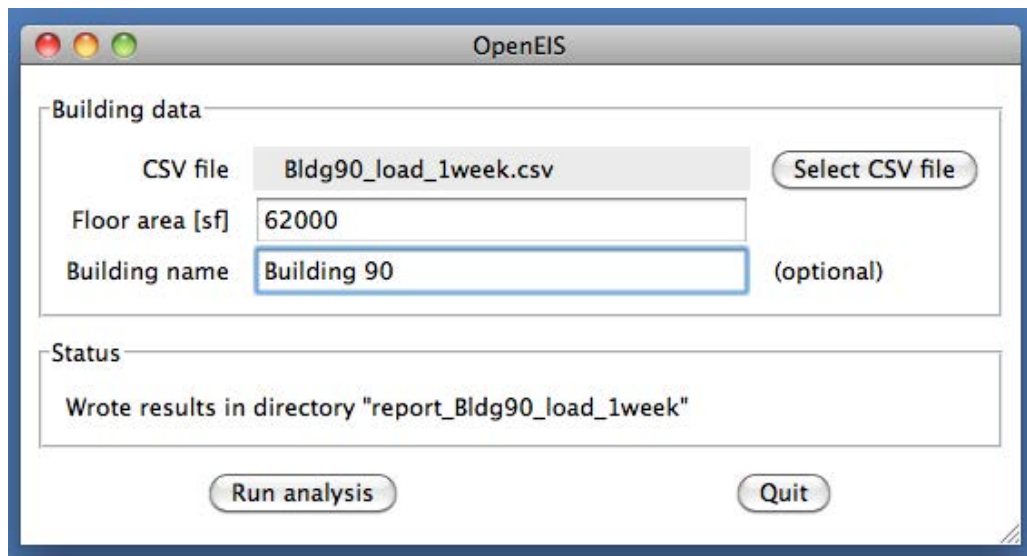 OpenEIS
Building data
CSV file Bldg90_load_1week.csv Select CSV file
Floor area [sf] 62000
Building name Building 90 (optional)
Status
Wrote results in directory "report_Bldg90_load_1week"
Run analysis Quit